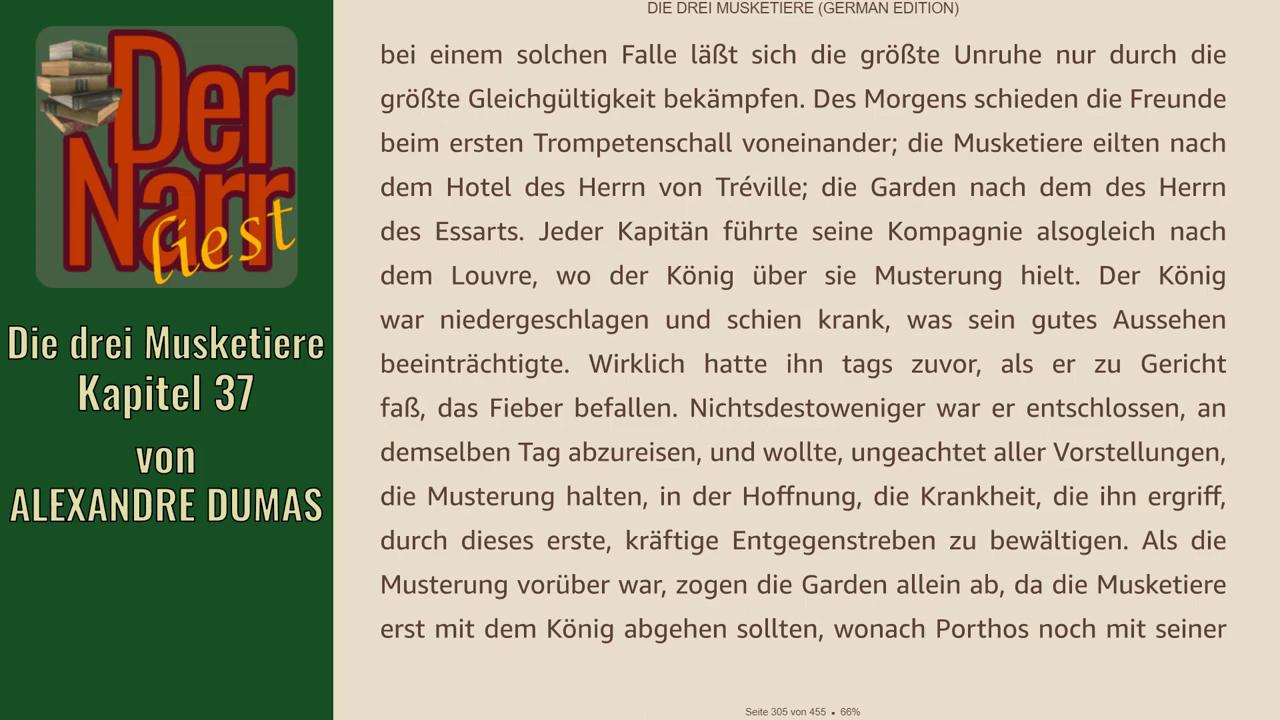 Der
Narr
liest
Die drei Musketiere
Kapitel 37
von
ALEXANDRE DUMAS
DIE DREI MUSKETIERE (GERMAN EDITION)
bei einem solchen Falle läßt sich die größte Unruhe nur durch die
größte Gleichgültigkeit bekämpfen. Des Morgens schieden die Freunde
beim ersten Trompetenschall voneinander; die Musketiere eilten nach
dem Hotel des Herrn von Tréville; die Garden nach dem des Herrn
des Essarts. Jeder Kapitän führte seine Kompagnie alsogleich nach
dem Louvre, wo der König über sie Musterung hielt. Der König
war niedergeschlagen und schien krank, was sein gutes Aussehen
beeinträchtigte. Wirklich hatte ihn tags zuvor, als er zu Gericht
faß, das Fieber befallen. Nichtsdestoweniger war er entschlossen, an
demselben Tag abzureisen, und wollte, ungeachtet aller Vorstellungen,
die Musterung halten, in der Hoffnung, die Krankheit, die ihn ergriff,
durch dieses erste, kräftige Entgegenstreben zu bewältigen. Als die
Musterung vorüber war, zogen die Garden allein ab, da die Musketiere
erst mit dem König abgehen sollten, wonach Porthos noch mit seiner
Seite 305 von 455 • 66%